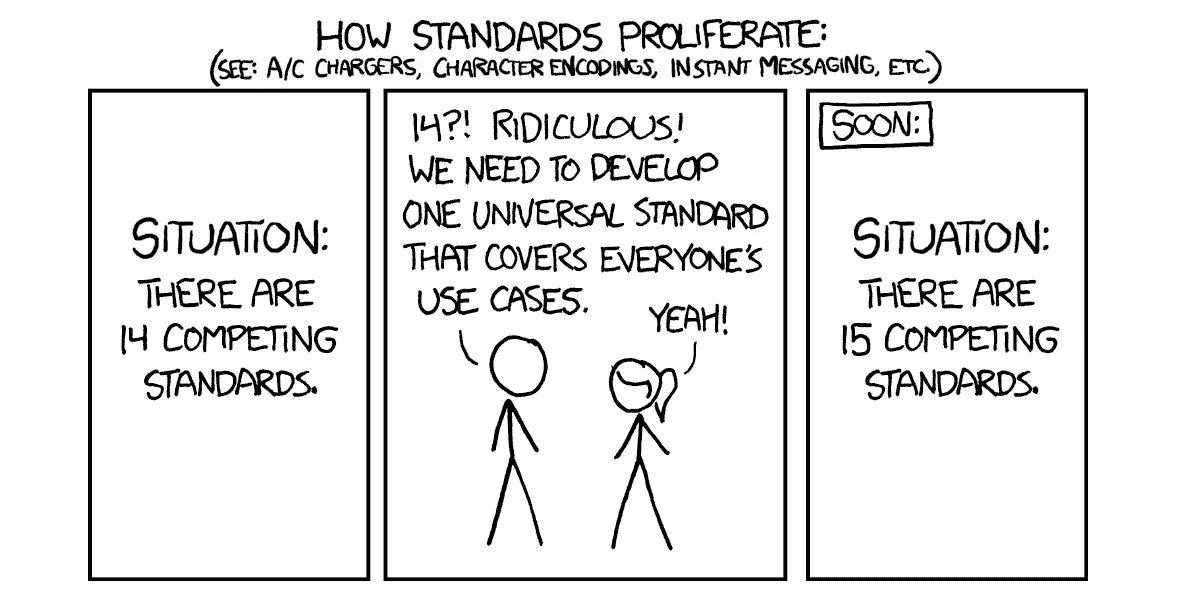 HOW STANDARDS PROLIFERATE:
(SEE: A/C CHARGERS, CHARACTER ENCODINGS, INSTANT MESSAGING, ETC.)
SITUATION:
THERE ARE
14 COMPETING
STANDARDS.
14?! RIDICULOUS!
WE NEED TO DEVELOP
ONE UNIVERSAL STANDARD
THAT COVERS EVERYONE'S
USE CASES.
YEAH!
SOON:
SITUATION:
THERE ARE
15 COMPETING
STANDARDS.